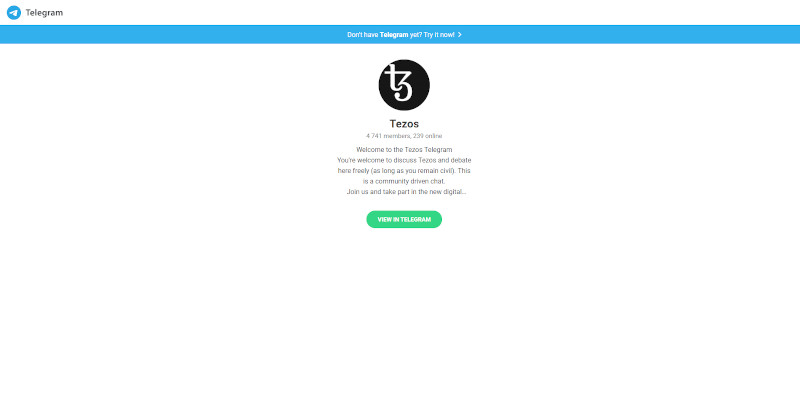 Telegram
Don't have Telegram yet? Try it now!
Tezos
4 741 members, 239 online
Welcome to the Tezos Telegram
You're welcome to discuss Tezos and debate
here freely (as long as you remain civil). This
is a community driven chat.
Join us and take part in the new digital...
VIEW IN TELEGRAM